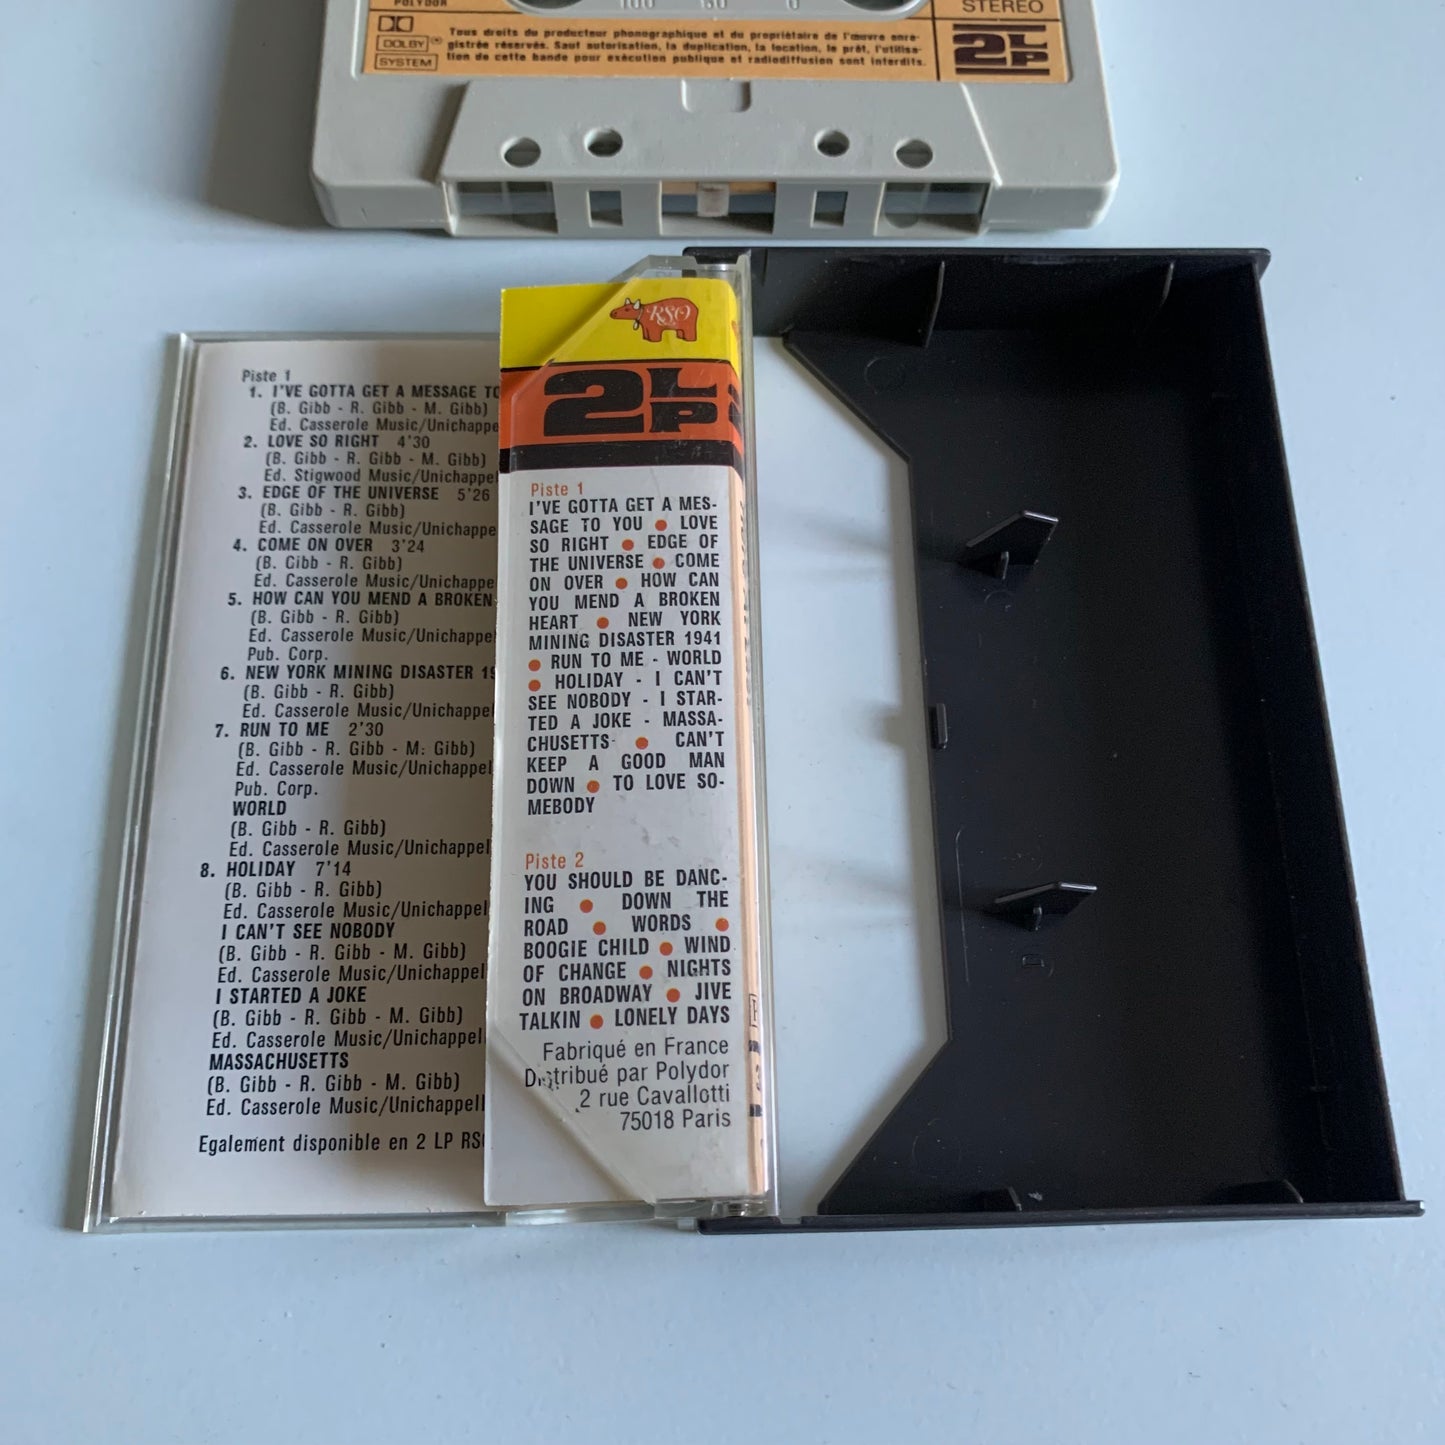 POLYDOR
100 50 0
STEREO
DOLBY
SYSTEM
Tous droits du producteur phonographique et du propriétaire de l'œuvre enre-
gistrée réservés. Sauf autorisation, la duplication, la location, le prêt, l'utilisa-
tion de cette bande pour exécution publique et radiodiffusion sont interdits.
2LP
Piste 1
1. I'VE GOTTA GET A MESSAGE TO
(B. Gibb - R. Gibb - M. Gibb)
Ed. Casserole Music/Unichappe
2. LOVE SO RIGHT 4'30
(B. Gibb - R. Gibb - M. Gibb)
Ed. Stigwood Music/Unichappel
3. EDGE OF THE UNIVERSE 5'26
(B. Gibb - R. Gibb)
Ed. Casserole Music/Unichappe
4. COME ON OVER 3'24
(B. Gibb - R. Gibb)
Ed. Casserole Music/Unichappe
5. HOW CAN YOU MEND A BROKEN
(B. Gibb - R. Gibb)
Ed. Casserole Music/Unichappel
Pub. Corp.
6. NEW YORK MINING DISASTER 19
(B. Gibb - R. Gibb)
Ed. Casserole Music/Unichappel
7. RUN TO ME 2'30
(B. Gibb - R. Gibb - M. Gibb)
Ed. Casserole Music/Unichappel
Pub. Corp.
WORLD
(B. Gibb - R. Gibb)
Ed. Casserole Music/Unichappel
8. HOLIDAY 7'14
(B. Gibb - R. Gibb)
Ed. Casserole Music/Unichappell
I CAN'T SEE NOBODY
(B. Gibb - R. Gibb - M. Gibb)
Ed. Casserole Music/Unichappell
I STARTED A JOKE
(B. Gibb - R. Gibb - M. Gibb)
Ed. Casserole Music/Unichappell
MASSACHUSETTS
(B. Gibb - R. Gibb - M. Gibb)
Ed. Casserole Music/Unichappell
Egalement disponible en 2 LP RSO
RSO
2LP
Piste 1
I'VE GOTTA GET A MES-
SAGE TO YOU ● LOVE
SO RIGHT ● EDGE OF
THE UNIVERSE ● COME
ON OVER ● HOW CAN
YOU MEND A BROKEN
HEART ● NEW YORK
MINING DISASTER 1941
● RUN TO ME - WORLD
● HOLIDAY - I CAN'T
SEE NOBODY - I STAR-
TED A JOKE - MASSA-
CHUSETTS ● CAN'T
KEEP A GOOD MAN
DOWN ● TO LOVE SO-
MEBODY
Piste 2
YOU SHOULD BE DANC-
ING ● DOWN THE
ROAD ● WORDS ●
BOOGIE CHILD ● WIND
OF CHANGE ● NIGHTS
ON BROADWAY ● JIVE
TALKIN ● LONELY DAYS
Fabriqué en France
Distribué par Polydor
2 rue Cavallotti
75018 Paris